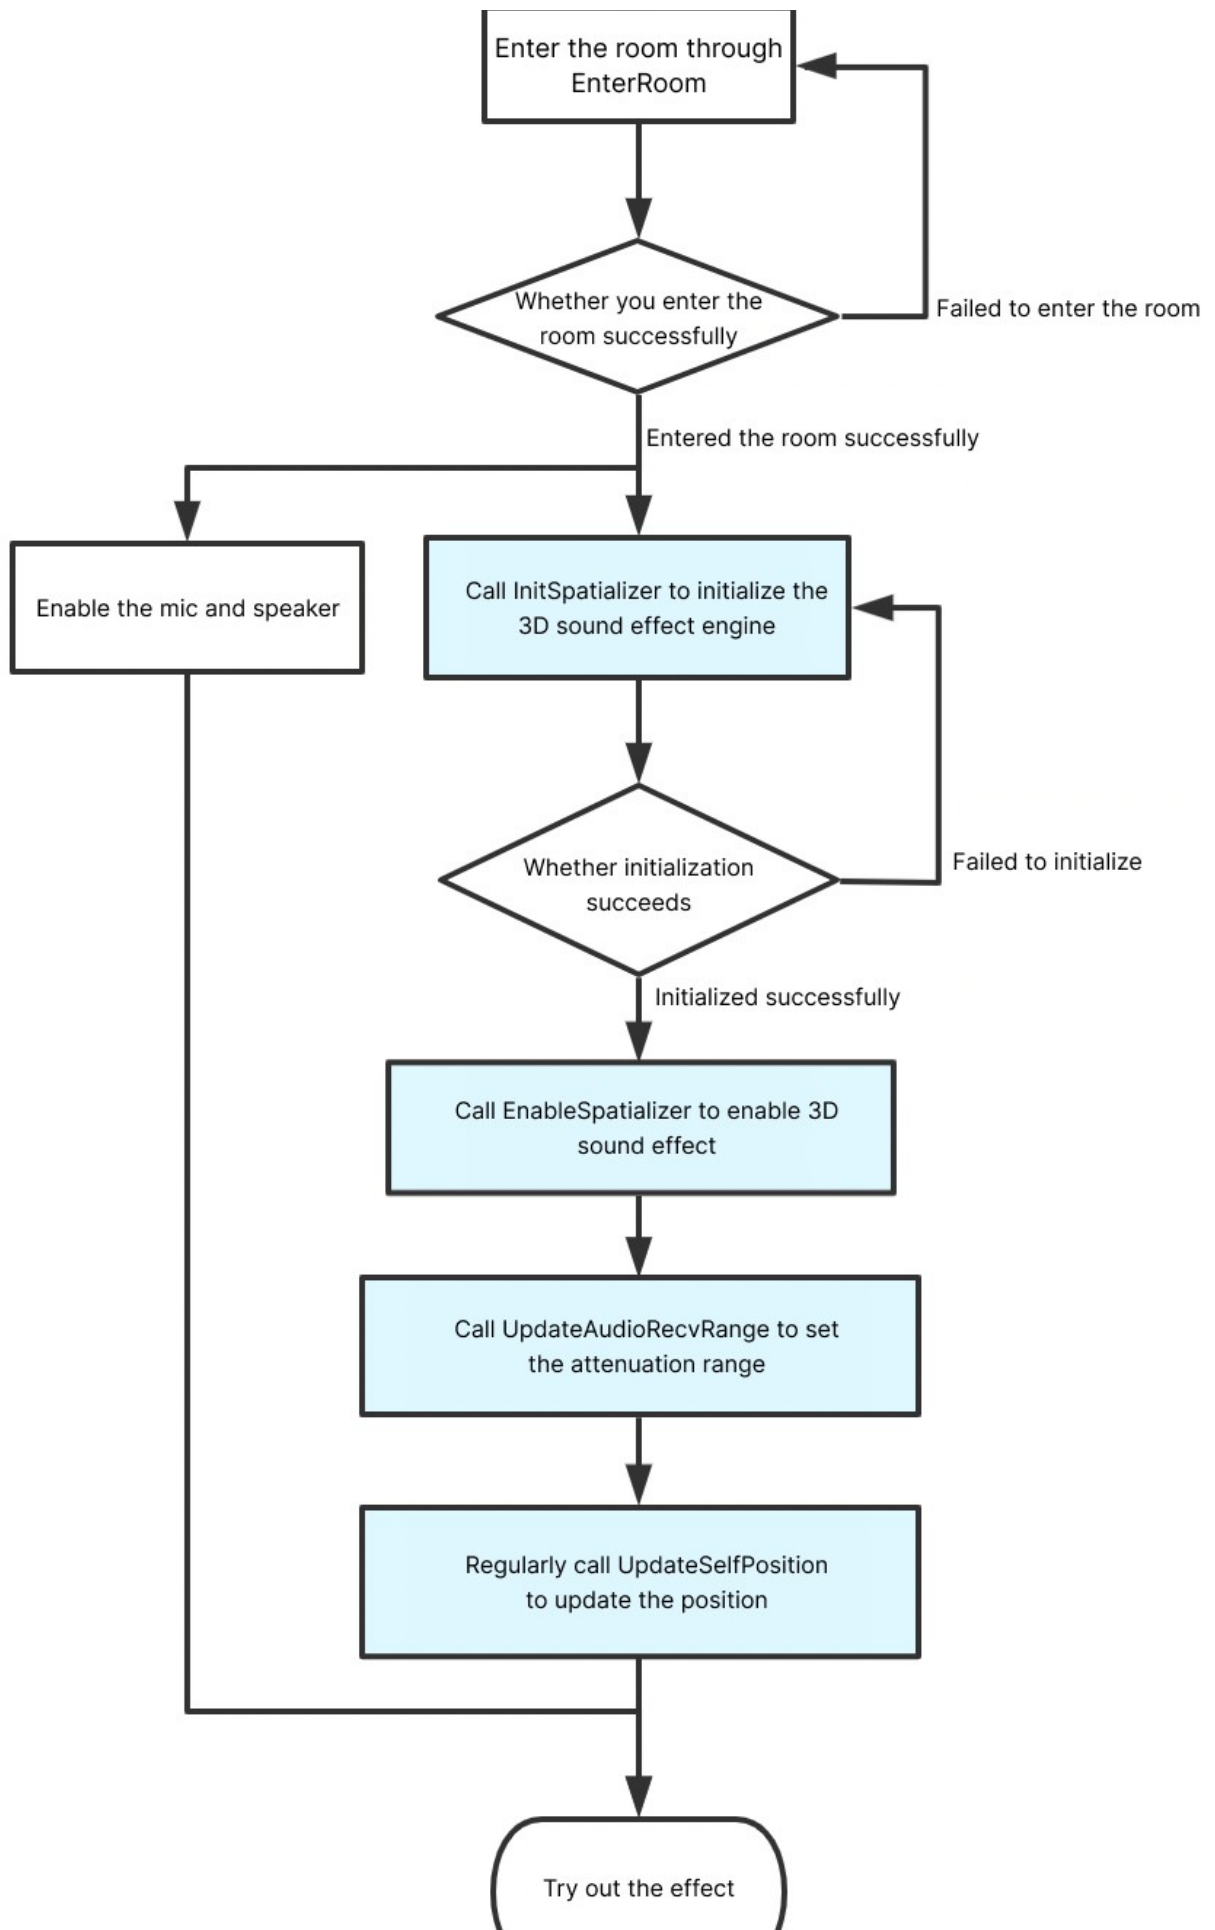 Enter the room through
EnterRoom
Whether you enter the
room successfully
Failed to enter the room
Entered the room successfully
Enable the mic and speaker
Call InitSpatializer to initialize the
3D sound effect engine
Whether initialization
succeeds
Failed to initialize
Initialized successfully
Call EnableSpatializer to enable 3D
sound effect
Call UpdateAudioRecvRange to set
the attenuation range
Regularly call UpdateSelfPosition
to update the position
Try out the effect